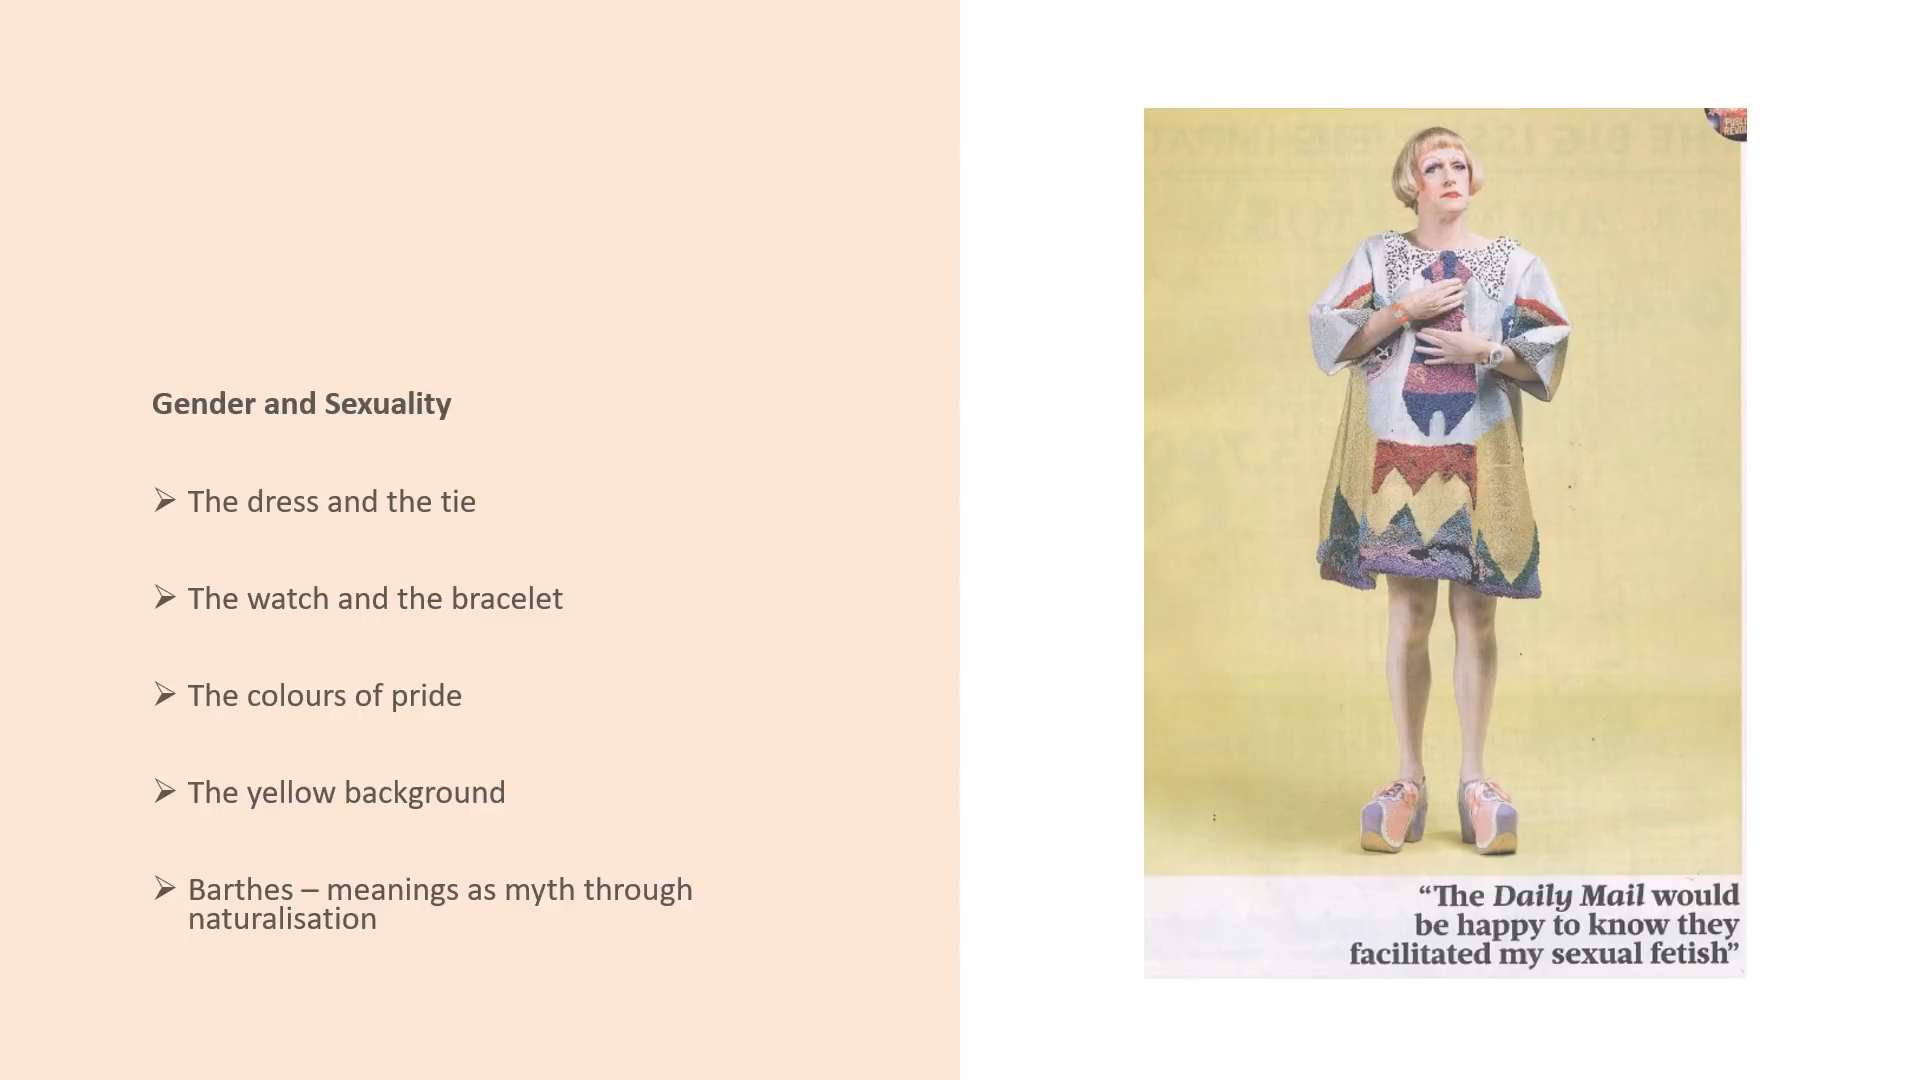 Gender and Sexuality
➢ The dress and the tie
➢ The watch and the bracelet
➢ The colours of pride
➢ The yellow background
➢ Barthes – meanings as myth through
naturalisation
“The Daily Mail would
be happy to know they
facilitated my sexual fetish”